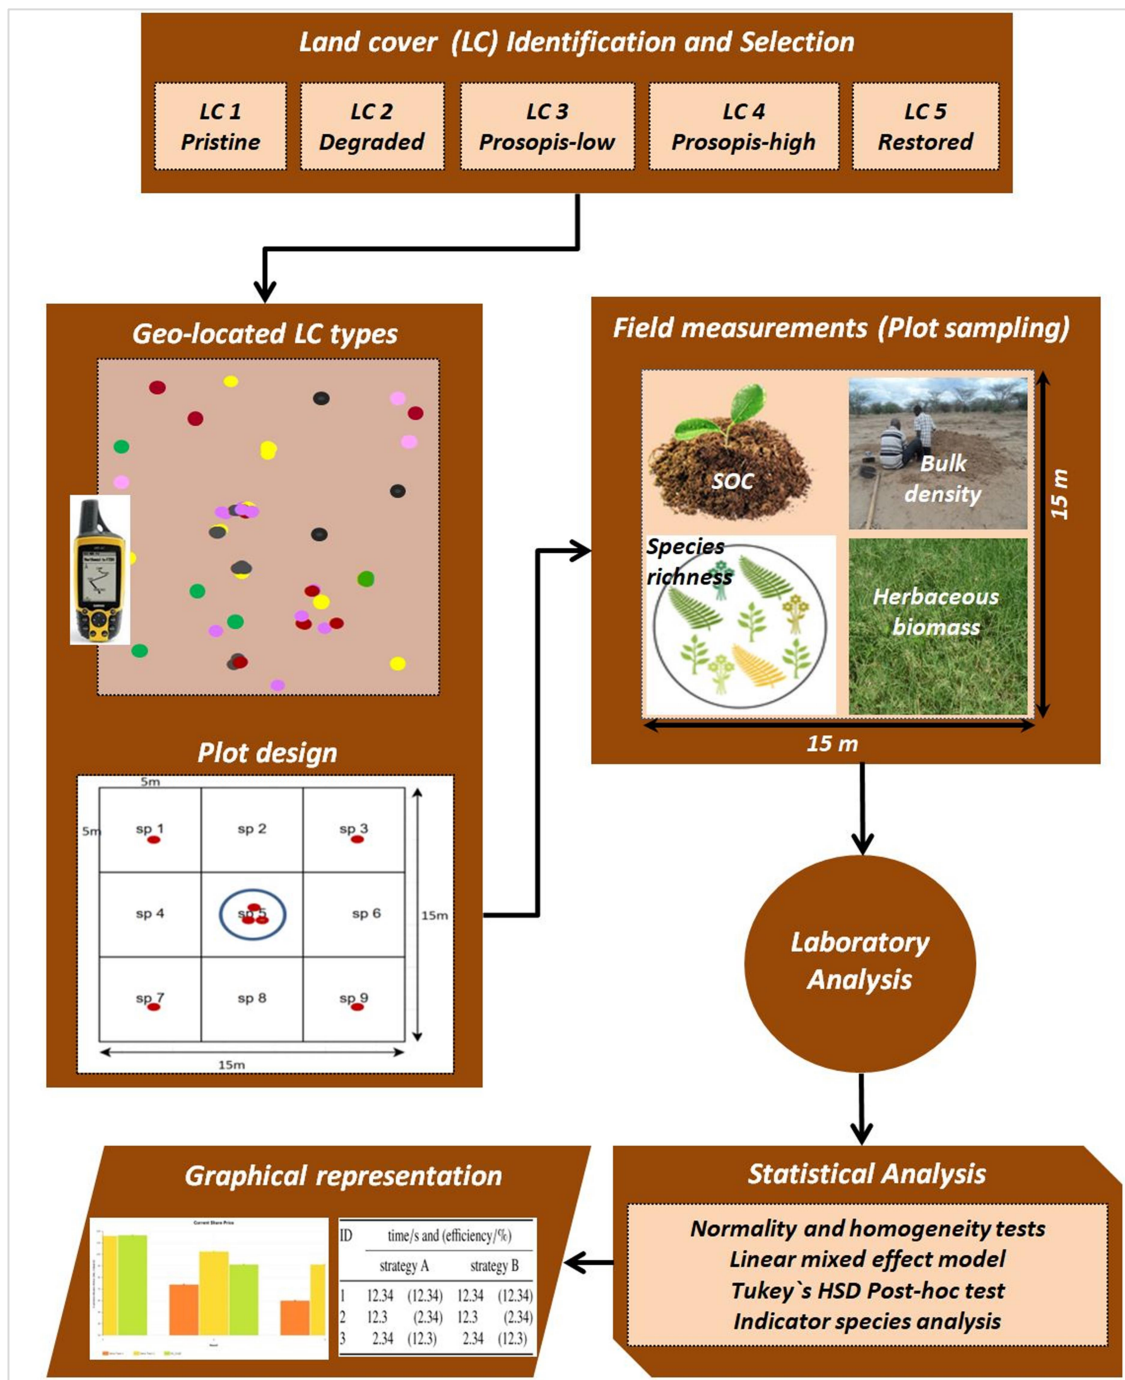 Land cover (LC) Identification and Selection
LC 1
Pristine
LC 2
Degraded
LC 3
Prosopis-low
LC 4
Prosopis-high
LC 5
Restored
Geo-located LC types
Field measurements (Plot sampling)
SOC
Bulk
density
Species
richness
Herbaceous
biomass
15 m
15 m
Plot design
5m
5m
sp 1
sp 2
sp 3
sp 4
sp 5
sp 6
15m
sp 7
sp 8
sp 9
15m
Laboratory
Analysis
Statistical Analysis
Normality and homogeneity tests
Linear mixed effect model
Tukey`s HSD Post-hoc test
Indicator species analysis
Graphical representation
Current Share Price
ID time/s and (efficiency/%)
strategy A strategy B
1 12.34 (12.34) 12.34 (12.34)
2 12.3 (2.34) 12.3 (2.34)
3 2.34 (12.3) 2.34 (12.3)